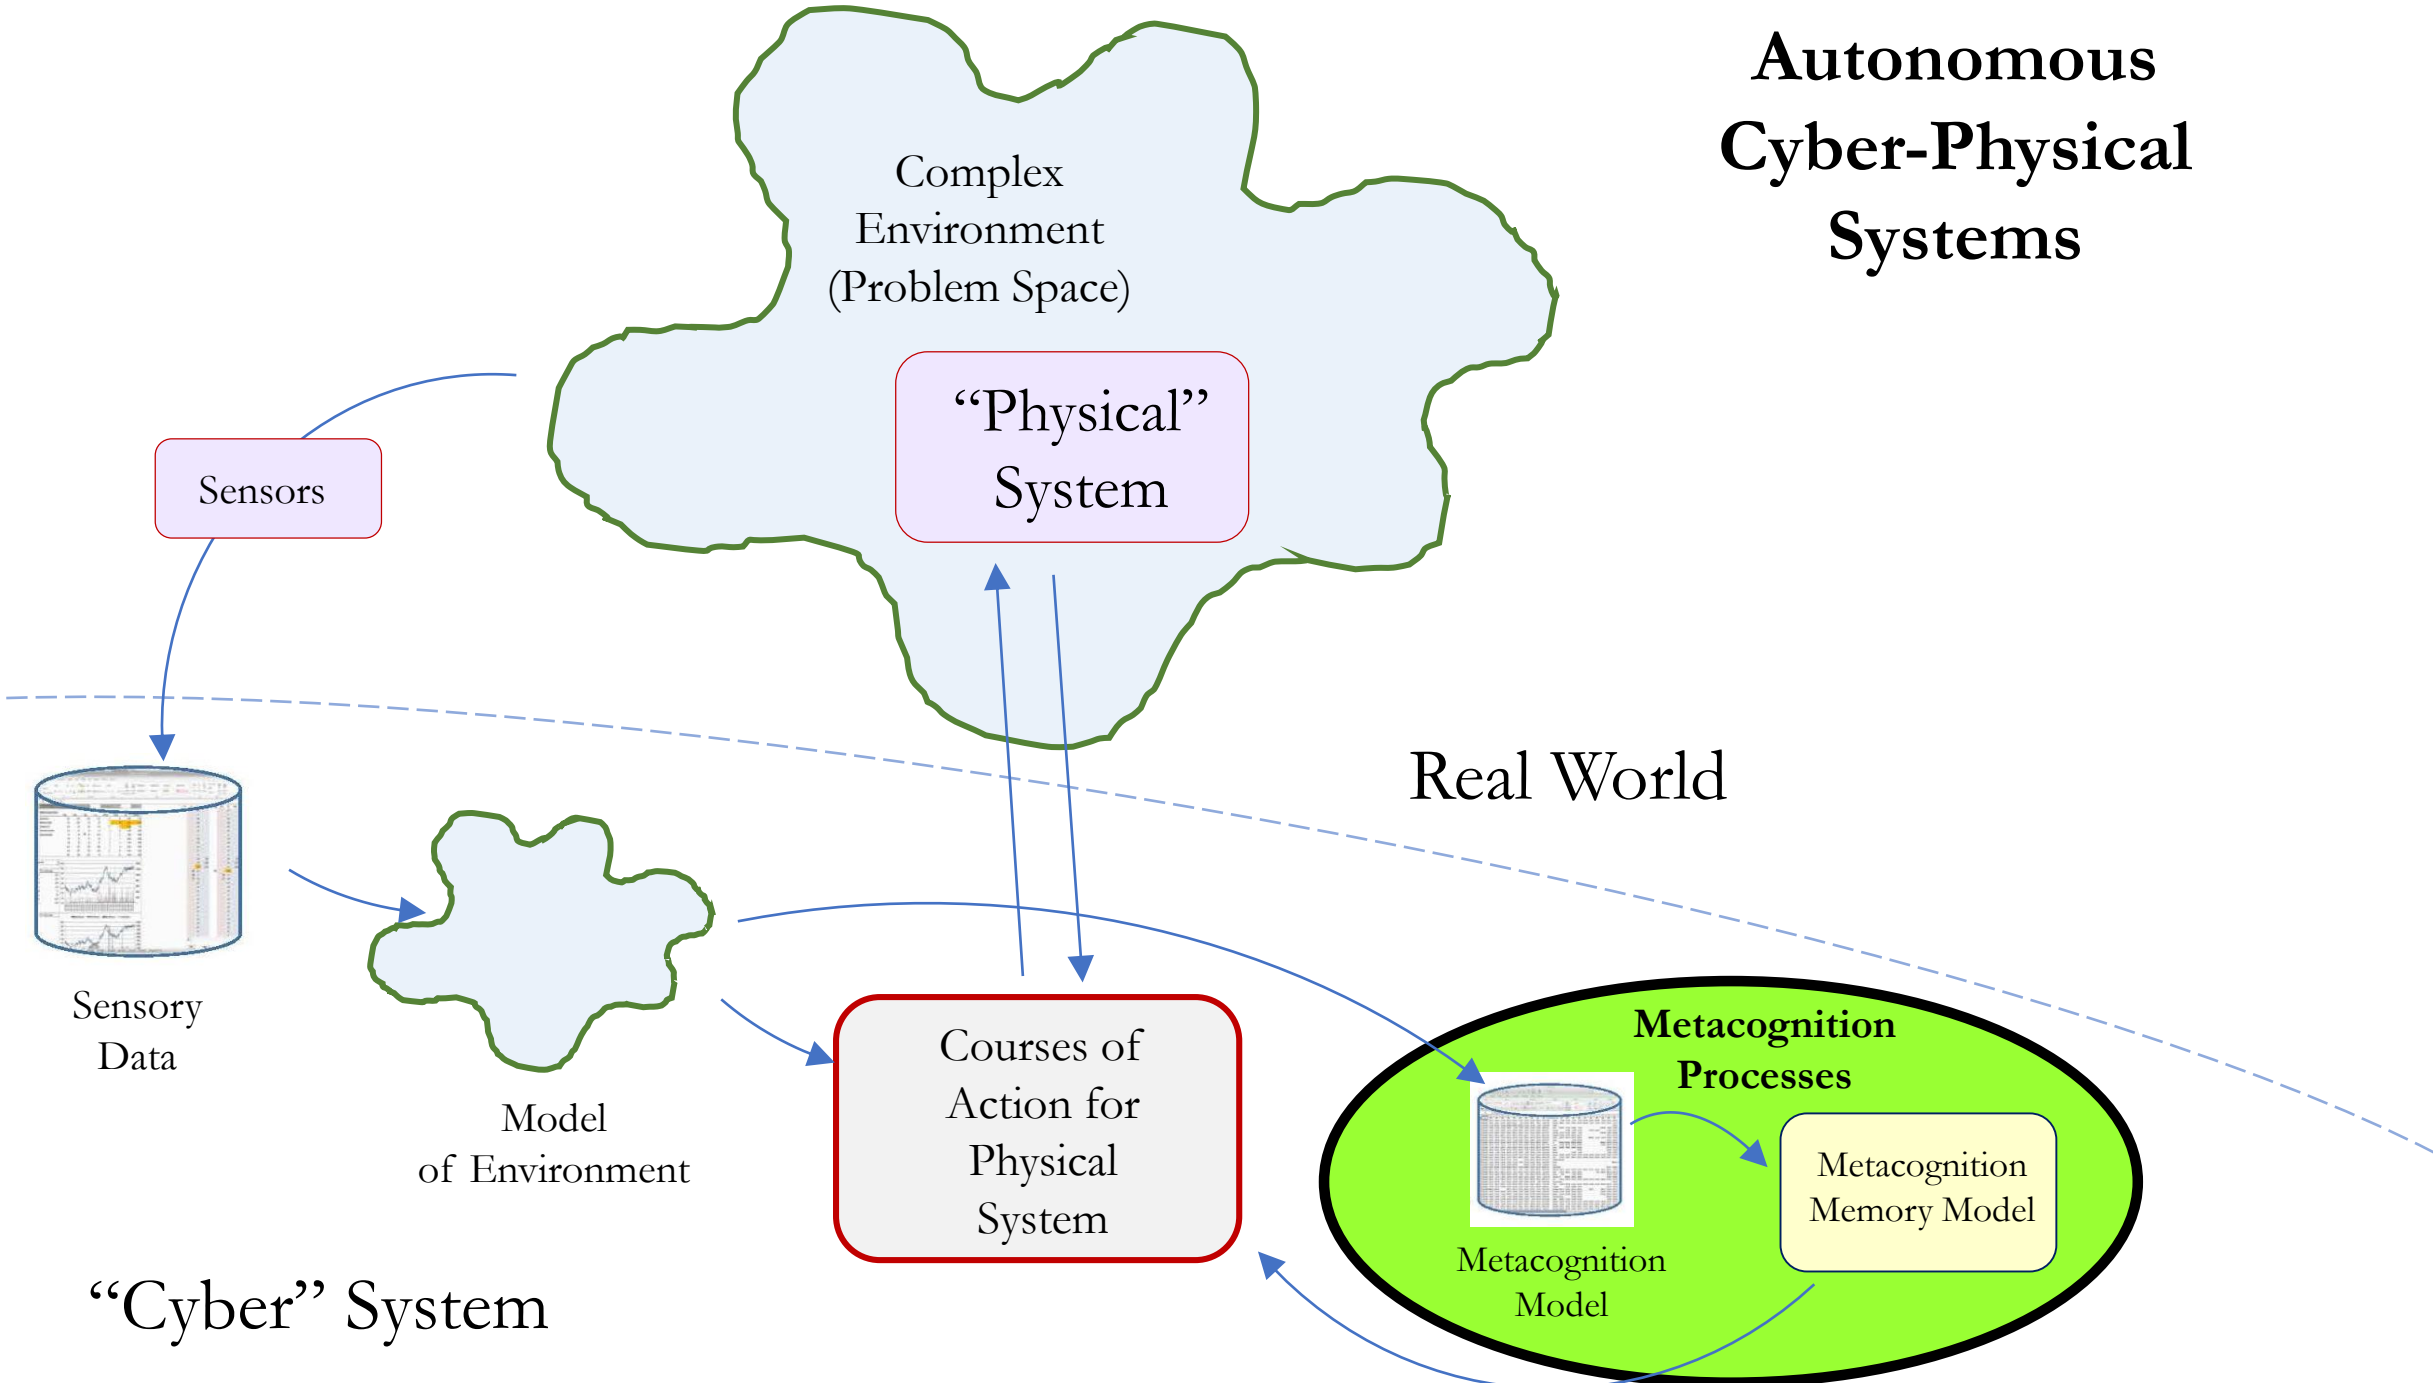 Autonomous
Cyber-Physical
Systems
Complex
Environment
(Problem Space)
“Physical”
System
Sensors
Real World
Sensory
Data
Model
of Environment
Courses of
Action for
Physical
System
Metacognition
Processes
Metacognition
Memory Model
Metacognition
Model
“Cyber” System